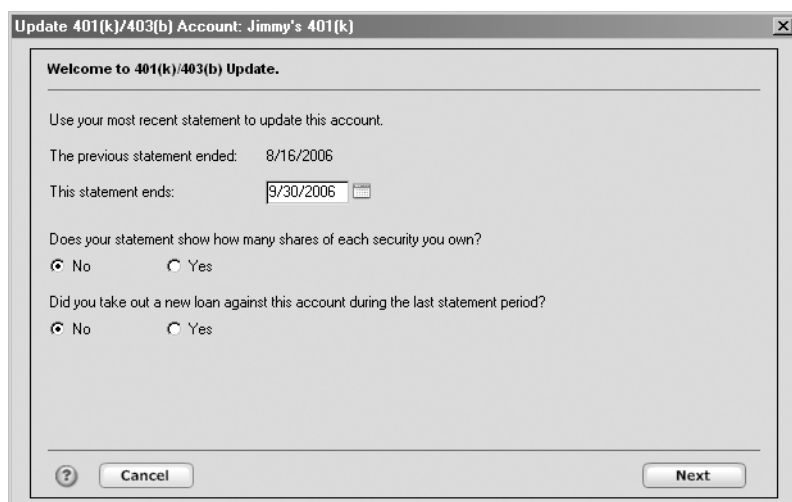 Update 401(k)/403(b) Account: Jimmy's 401(k)
Welcome to 401(k)/403(b) Update.
Use your most recent statement to update this account.
The previous statement ended: 8/16/2006
This statement ends: 9/30/2006
Does your statement show how many shares of each security you own?
No Yes
Did you take out a new loan against this account during the last statement period?
No Yes
? Cancel Next